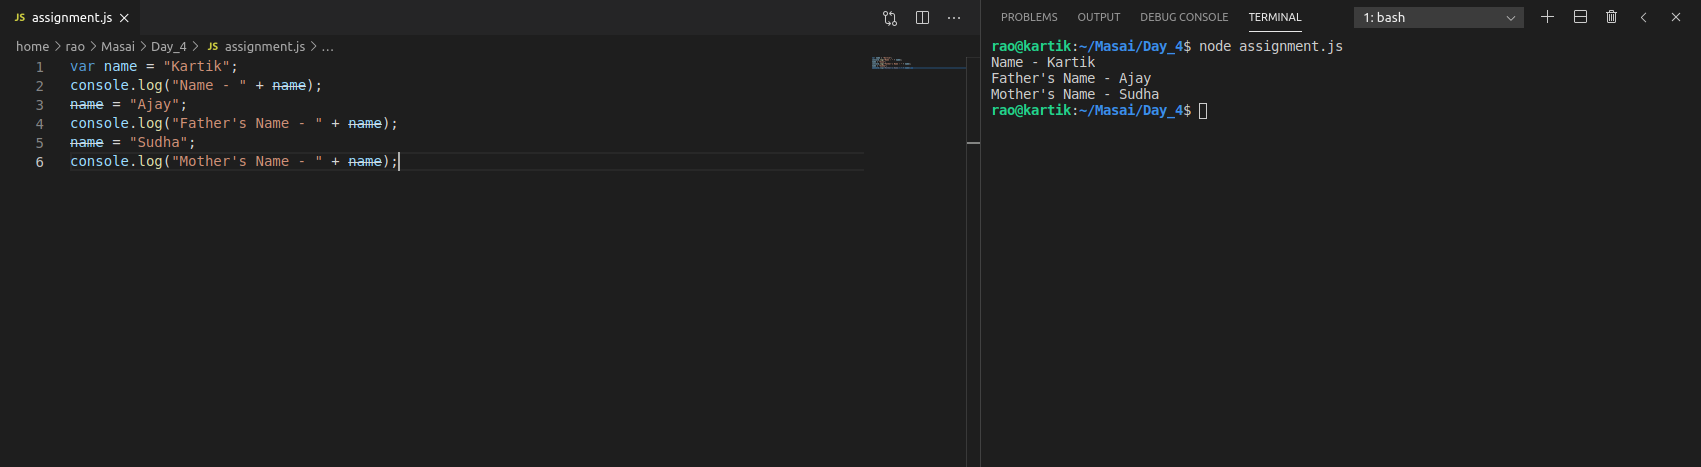 JS assignment.js
home > rao > Masai > Day_4 > JS assignment.js > ...
1 var name = "Kartik";
2 console.log("Name - " + name);
3 name = "Ajay";
4 console.log("Father's Name - " + name);
5 name = "Sudha";
6 console.log("Mother's Name - " + name);
PROBLEMS OUTPUT DEBUG CONSOLE TERMINAL 1: bash
rao@kartik:~/Masai/Day_4$ node assignment.js
Name - Kartik
Father's Name - Ajay
Mother's Name - Sudha
rao@kartik:~/Masai/Day_4$